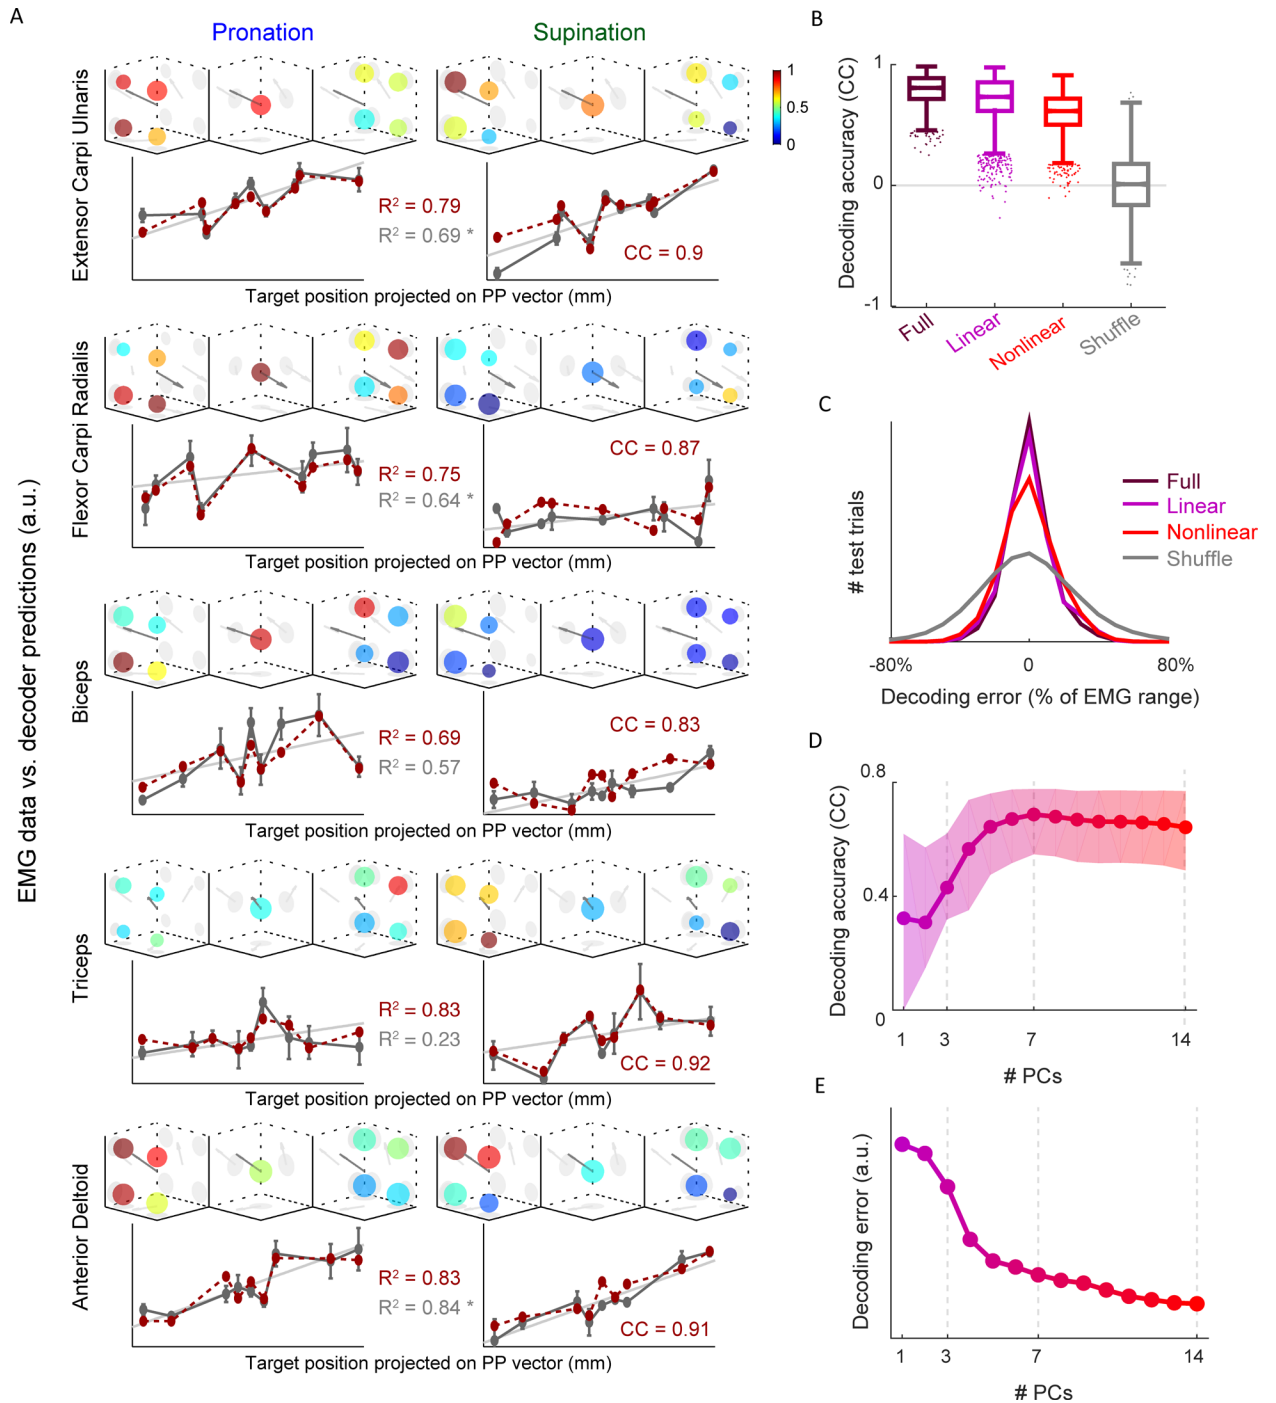 A
Pronation
Supination
EMG data vs. decoder predictions (a.u.)
Extensor Carpi Ulnaris
1
0.5
0
R² = 0.79
R² = 0.69 *
CC = 0.9
Target position projected on PP vector (mm)
Flexor Carpi Radialis
R² = 0.75
R² = 0.64 *
CC = 0.87
Target position projected on PP vector (mm)
Biceps
R² = 0.69
R² = 0.57
CC = 0.83
Target position projected on PP vector (mm)
Triceps
R² = 0.83
R² = 0.23
CC = 0.92
Target position projected on PP vector (mm)
Anterior Deltoid
R² = 0.83
R² = 0.84 *
CC = 0.91
Target position projected on PP vector (mm)
B
Decoding accuracy (CC)
1
0
-1
Full
Linear
Nonlinear
Shuffle
C
# test trials
Full
Linear
Nonlinear
Shuffle
-80% 0 80%
Decoding error (% of EMG range)
D
Decoding accuracy (CC)
0.8
0.4
0
1 3 7 14
# PCs
E
Decoding error (a.u.)
1 3 7 14
# PCs